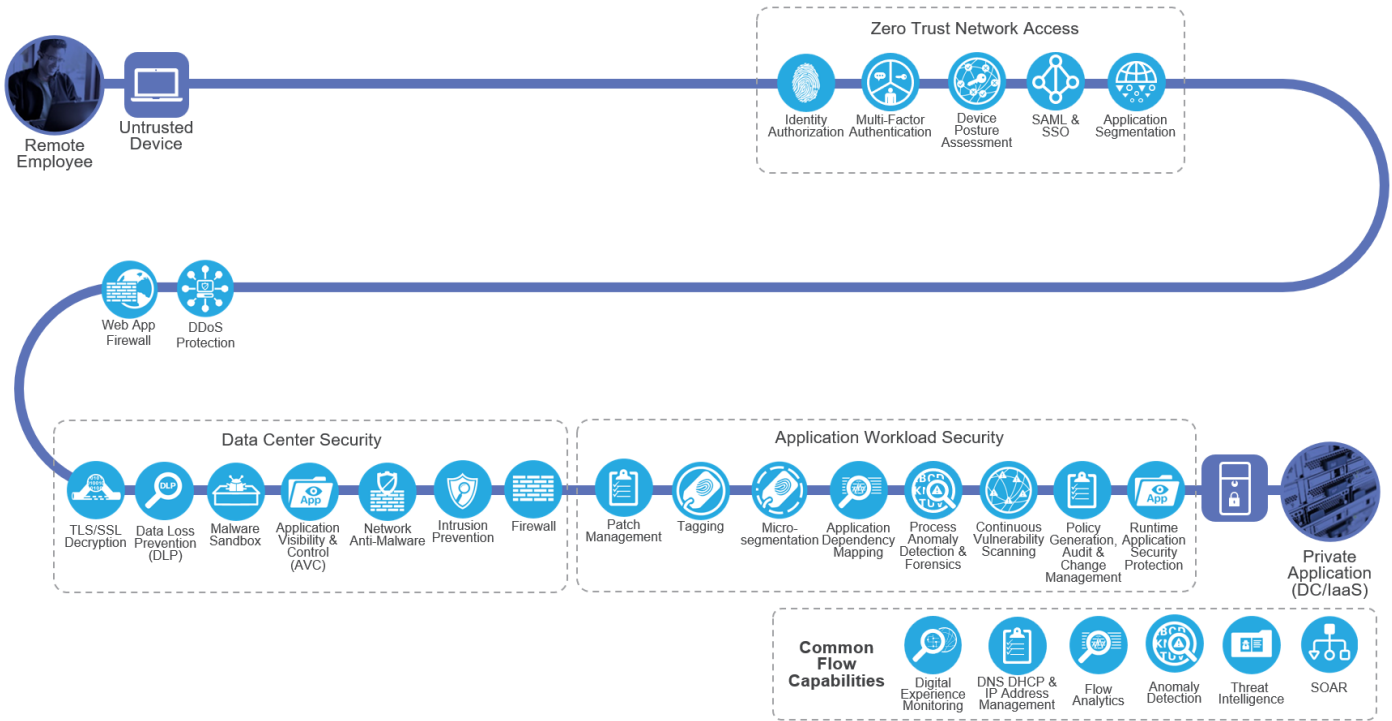 Zero Trust Network Access
Remote
Employee
Untrusted
Device
Identity
Authorization
Multi-Factor
Authentication
Device
Posture
Assessment
SAML &
SSO
Application
Segmentation
Web App
Firewall
DDoS
Protection
Data Center Security
TLS/SSL
Decryption
DLP
Data Loss
Prevention
(DLP)
Malware
Sandbox
App
Application
Visibility &
Control
(AVC)
Network
Anti-Malware
Intrusion
Prevention
Firewall
Application Workload Security
Patch
Management
Tagging
Micro-
segmentation
Application
Dependency
Mapping
Process
Anomaly
Detection &
Forensics
Continuous
Vulnerability
Scanning
Policy
Generation,
Audit &
Change
Management
App
Runtime
Application
Security
Protection
Private
Application
(DC/IaaS)
Common
Flow
Capabilities
Digital
Experience
Monitoring
DNS DHCP &
IP Address
Management
Flow
Analytics
Anomaly
Detection
Threat
Intelligence
SOAR